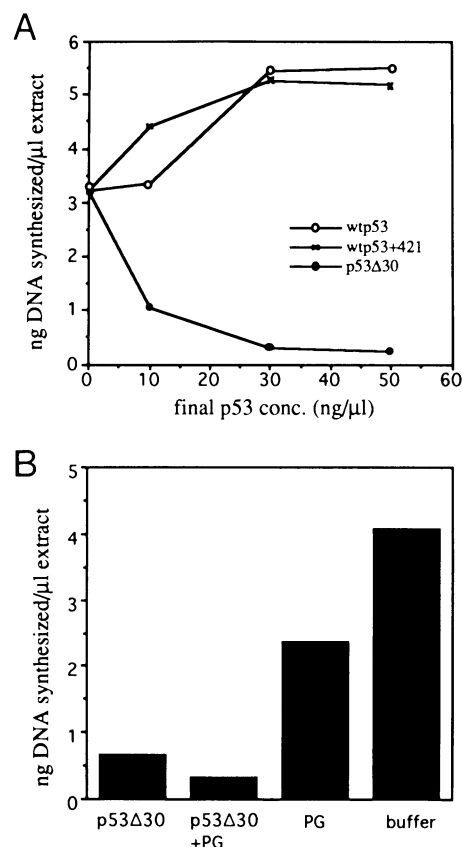 A
ng DNA synthesized/µl extract
6
5
4
3
2
1
0
wtp53
wtp53+421
p53Δ30
0 10 20 30 40 50 60
final p53 conc. (ng/µl)
B
ng DNA synthesized/µl extract
5
4
3
2
1
0
p53Δ30 p53Δ30 PG buffer
+PG